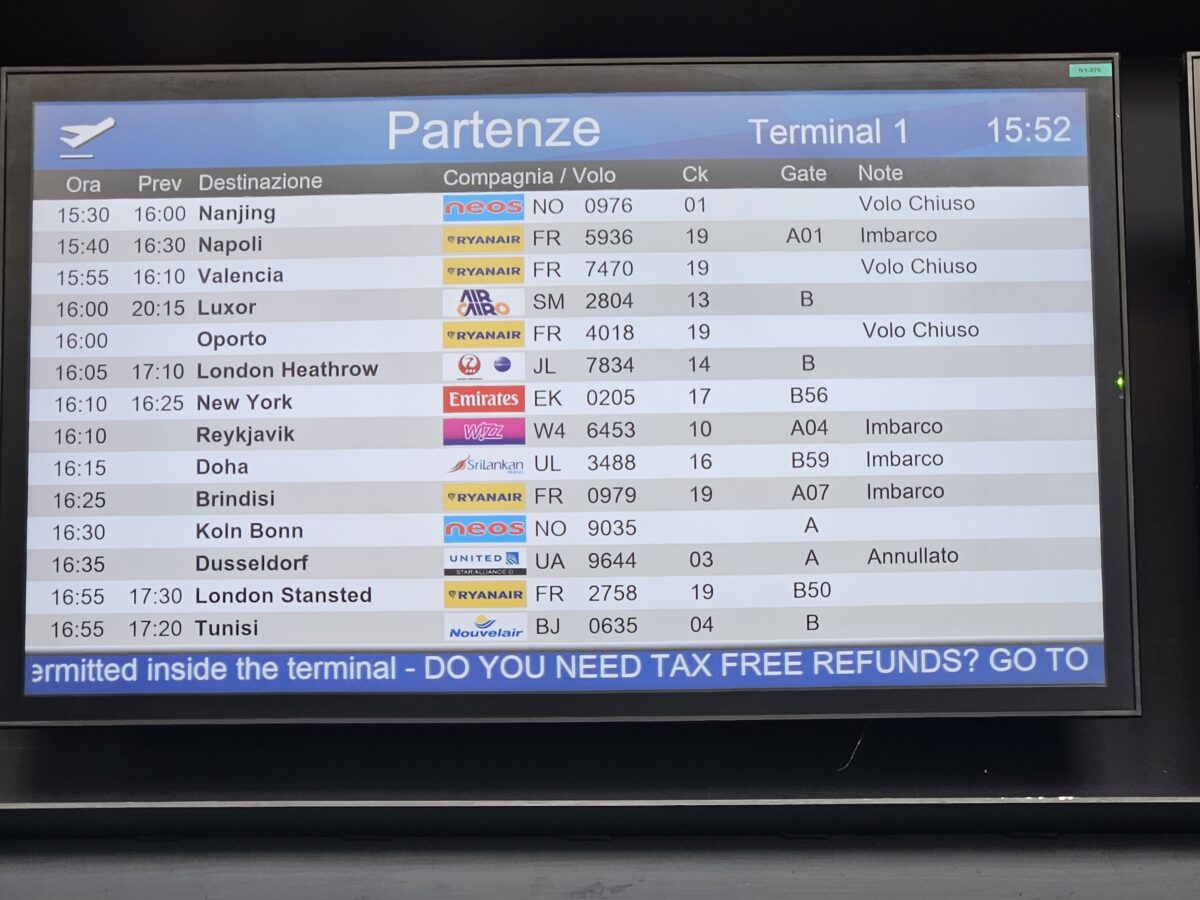 N1-07k
Partenze Terminal 1 15:52
Ora Prev Destinazione Compagnia / Volo Ck Gate Note
15:30 16:00 Nanjing neos NO 0976 01 Volo Chiuso
15:40 16:30 Napoli RYANAIR FR 5936 19 A01 Imbarco
15:55 16:10 Valencia RYANAIR FR 7470 19 Volo Chiuso
16:00 20:15 Luxor AIR CAIRO SM 2804 13 B
16:00 Oporto RYANAIR FR 4018 19 Volo Chiuso
16:05 17:10 London Heathrow JAL JL 7834 14 B
16:10 16:25 New York Emirates EK 0205 17 B56
16:10 Reykjavik WIZZ W4 6453 10 A04 Imbarco
16:15 Doha SriLankan Airlines UL 3488 16 B59 Imbarco
16:25 Brindisi RYANAIR FR 0979 19 A07 Imbarco
16:30 Koln Bonn neos NO 9035 A
16:35 Dusseldorf UNITED STAR ALLIANCE UA 9644 03 A Annullato
16:55 17:30 London Stansted RYANAIR FR 2758 19 B50
16:55 17:20 Tunisi Nouvelair BJ 0635 04 B
ermitted inside the terminal - DO YOU NEED TAX FREE REFUNDS? GO TO